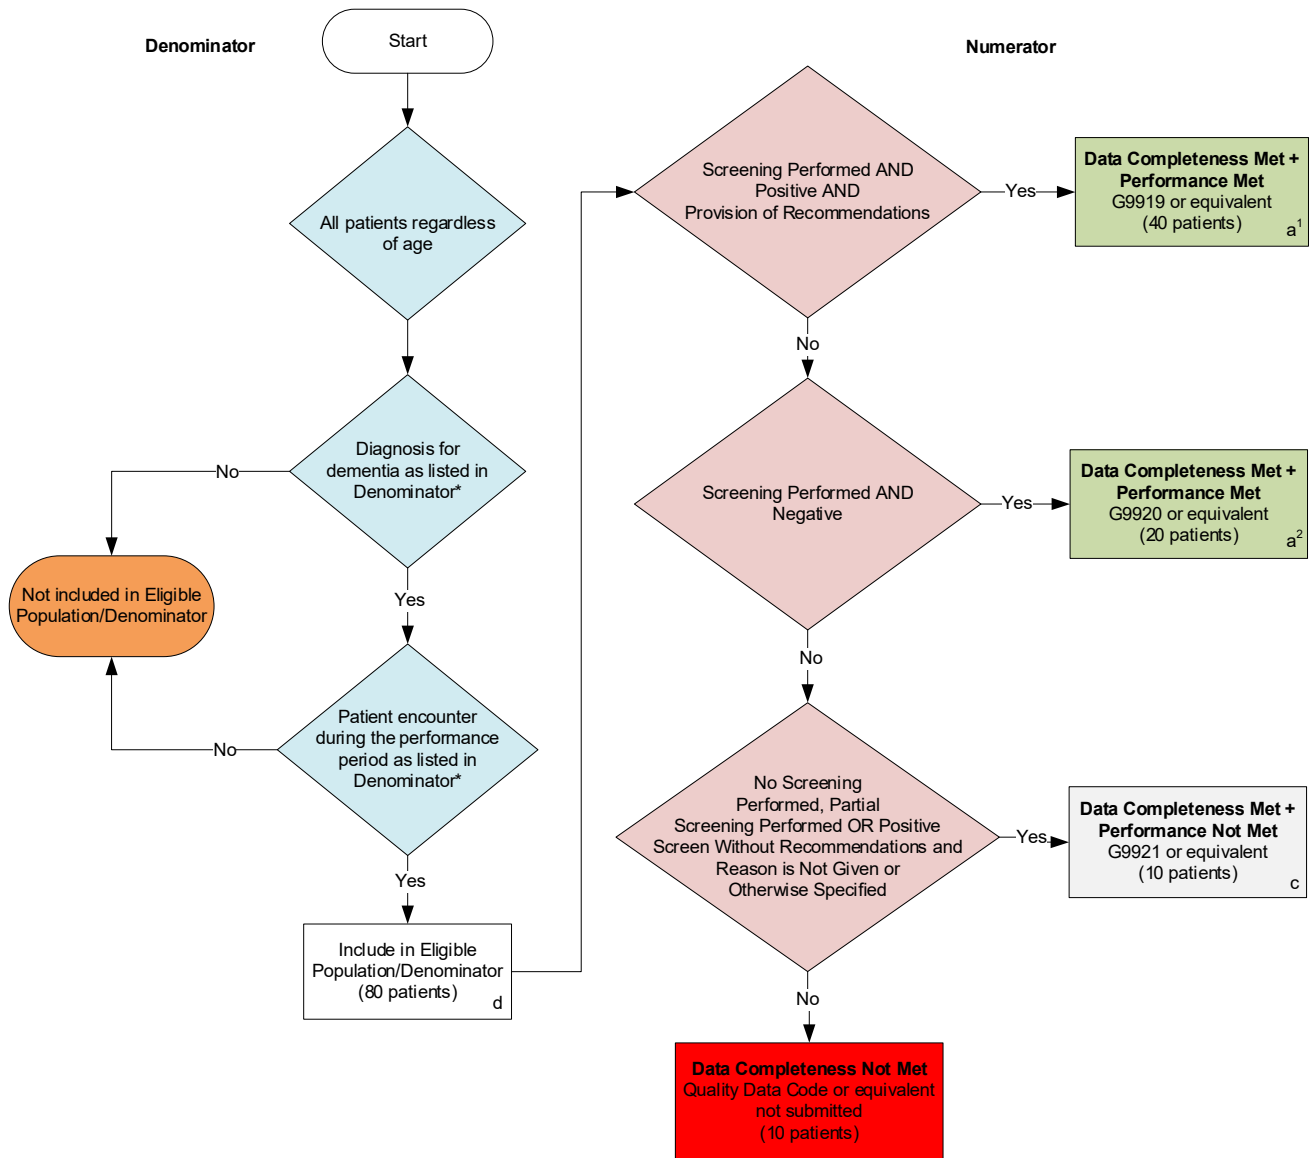 Denominator
Start
Numerator
All patients regardless
of age
Diagnosis for
dementia as listed in
Denominator*
No
Not included in Eligible
Population/Denominator
Yes
Patient encounter
during the performance
period as listed in
Denominator*
No
Yes
Include in Eligible
Population/Denominator
(80 patients)
d
Screening Performed AND
Positive AND
Provision of Recommendations
Yes
Data Completeness Met +
Performance Met
G9919 or equivalent
(40 patients)
a¹
No
Screening Performed AND
Negative
Yes
Data Completeness Met +
Performance Met
G9920 or equivalent
(20 patients)
a²
No
No Screening
Performed, Partial
Screening Performed OR Positive
Screen Without Recommendations and
Reason is Not Given or
Otherwise Specified
Yes
Data Completeness Met +
Performance Not Met
G9921 or equivalent
(10 patients)
c
No
Data Completeness Not Met
Quality Data Code or equivalent
not submitted
(10 patients)